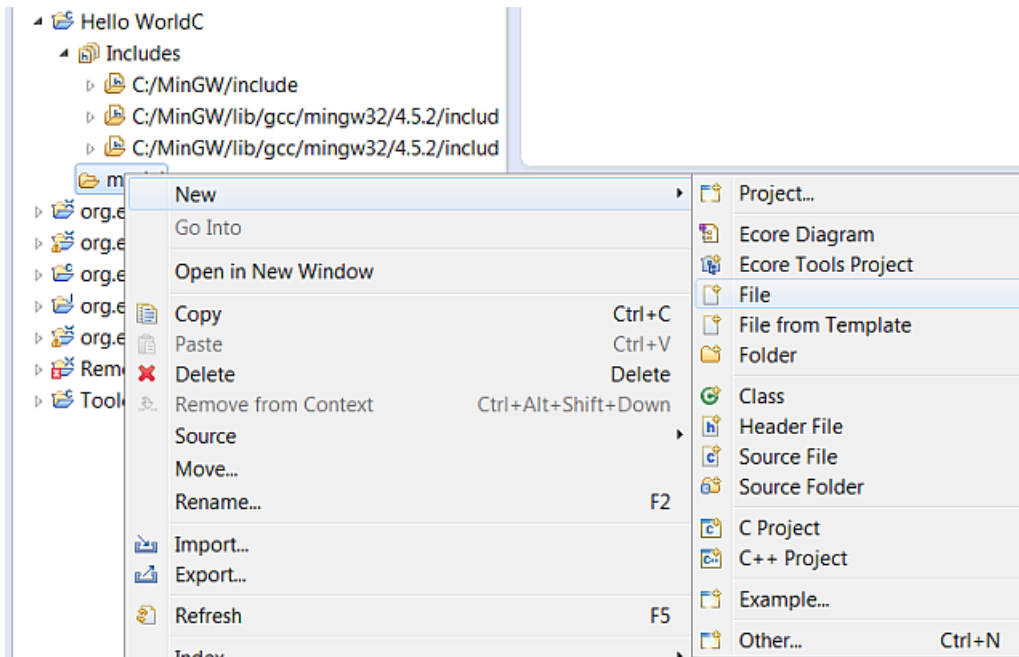 Hello WorldC
Includes
C:/MinGW/include
C:/MinGW/lib/gcc/mingw32/4.5.2/includ
C:/MinGW/lib/gcc/mingw32/4.5.2/includ
org.e
org.e
org.e
org.e
org.e
Rem
Tool
New
Go Into
Open in New Window
Copy Ctrl+C
Paste Ctrl+V
Delete Delete
Remove from Context Ctrl+Alt+Shift+Down
Source
Move...
Rename... F2
Import...
Export...
Refresh F5
Index
Project...
Ecore Diagram
Ecore Tools Project
File
File from Template
Folder
Class
Header File
Source File
Source Folder
C Project
C++ Project
Example...
Other... Ctrl+N